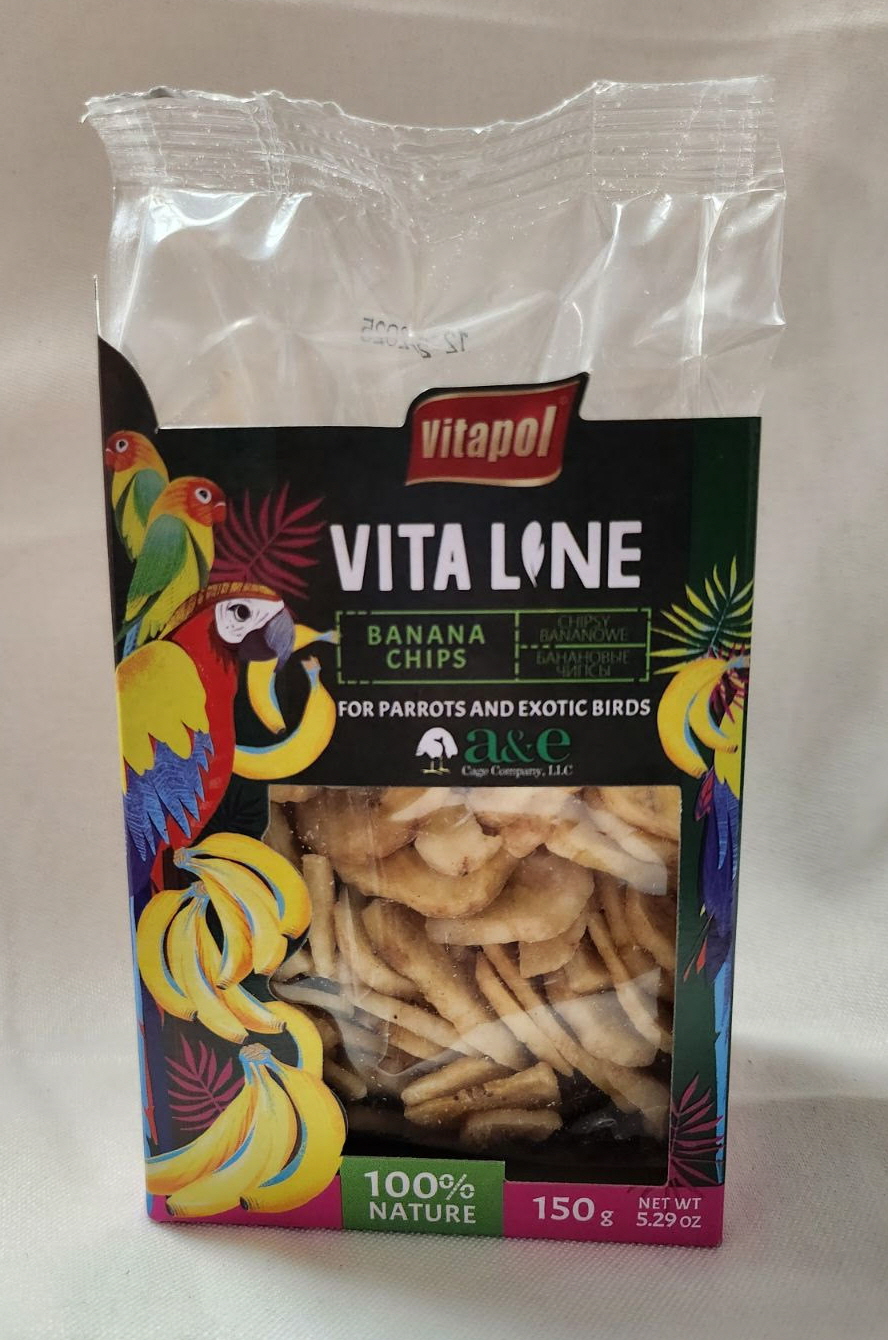 Vitapol
VITA LINE
BANANA
CHIPS
CHIPSY
BANANOWE
БАНАНОВЫЕ
ЧИПСЫ
FOR PARROTS AND EXOTIC BIRDS
a&e
Cage Company, LLC
100%
NATURE
150 g
NET WT
5.29 OZ